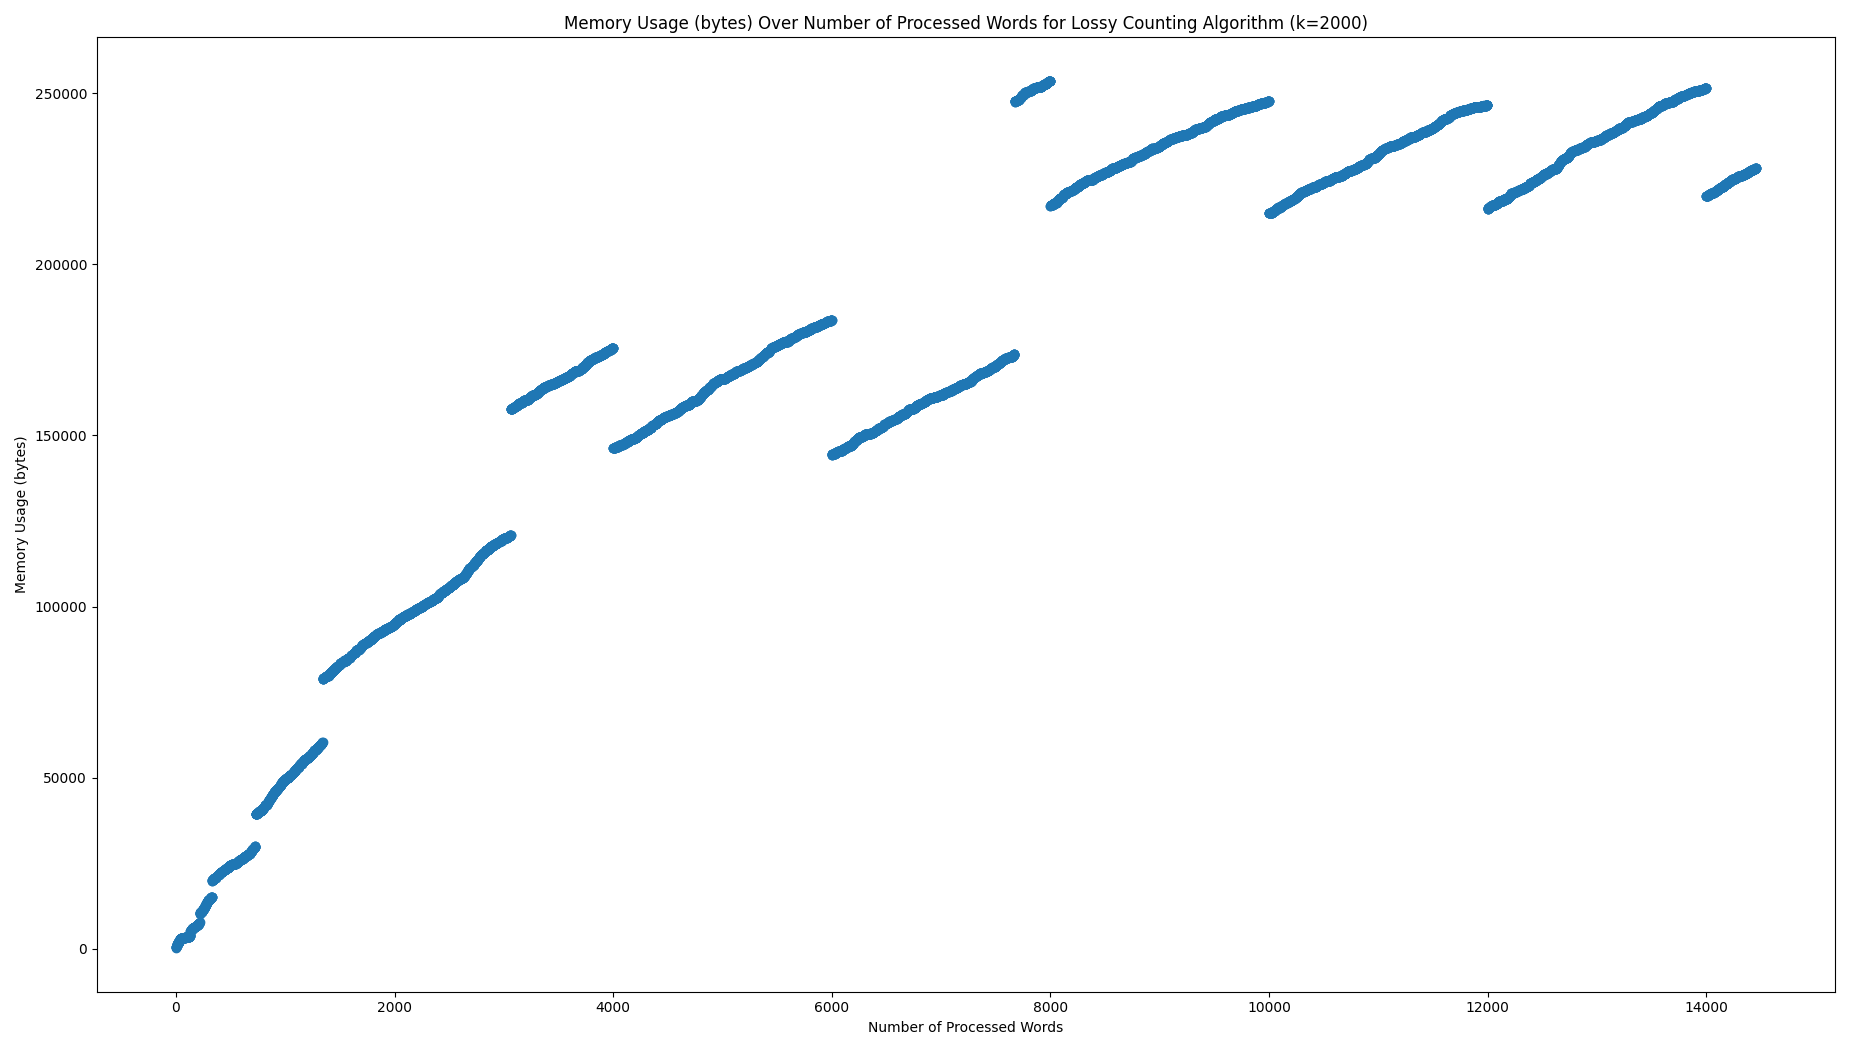 Memory Usage (bytes) Over Number of Processed Words for Lossy Counting Algorithm (k=2000)
Memory Usage (bytes)
250000
200000
150000
100000
50000
0
0 2000 4000 6000 8000 10000 12000 14000
Number of Processed Words